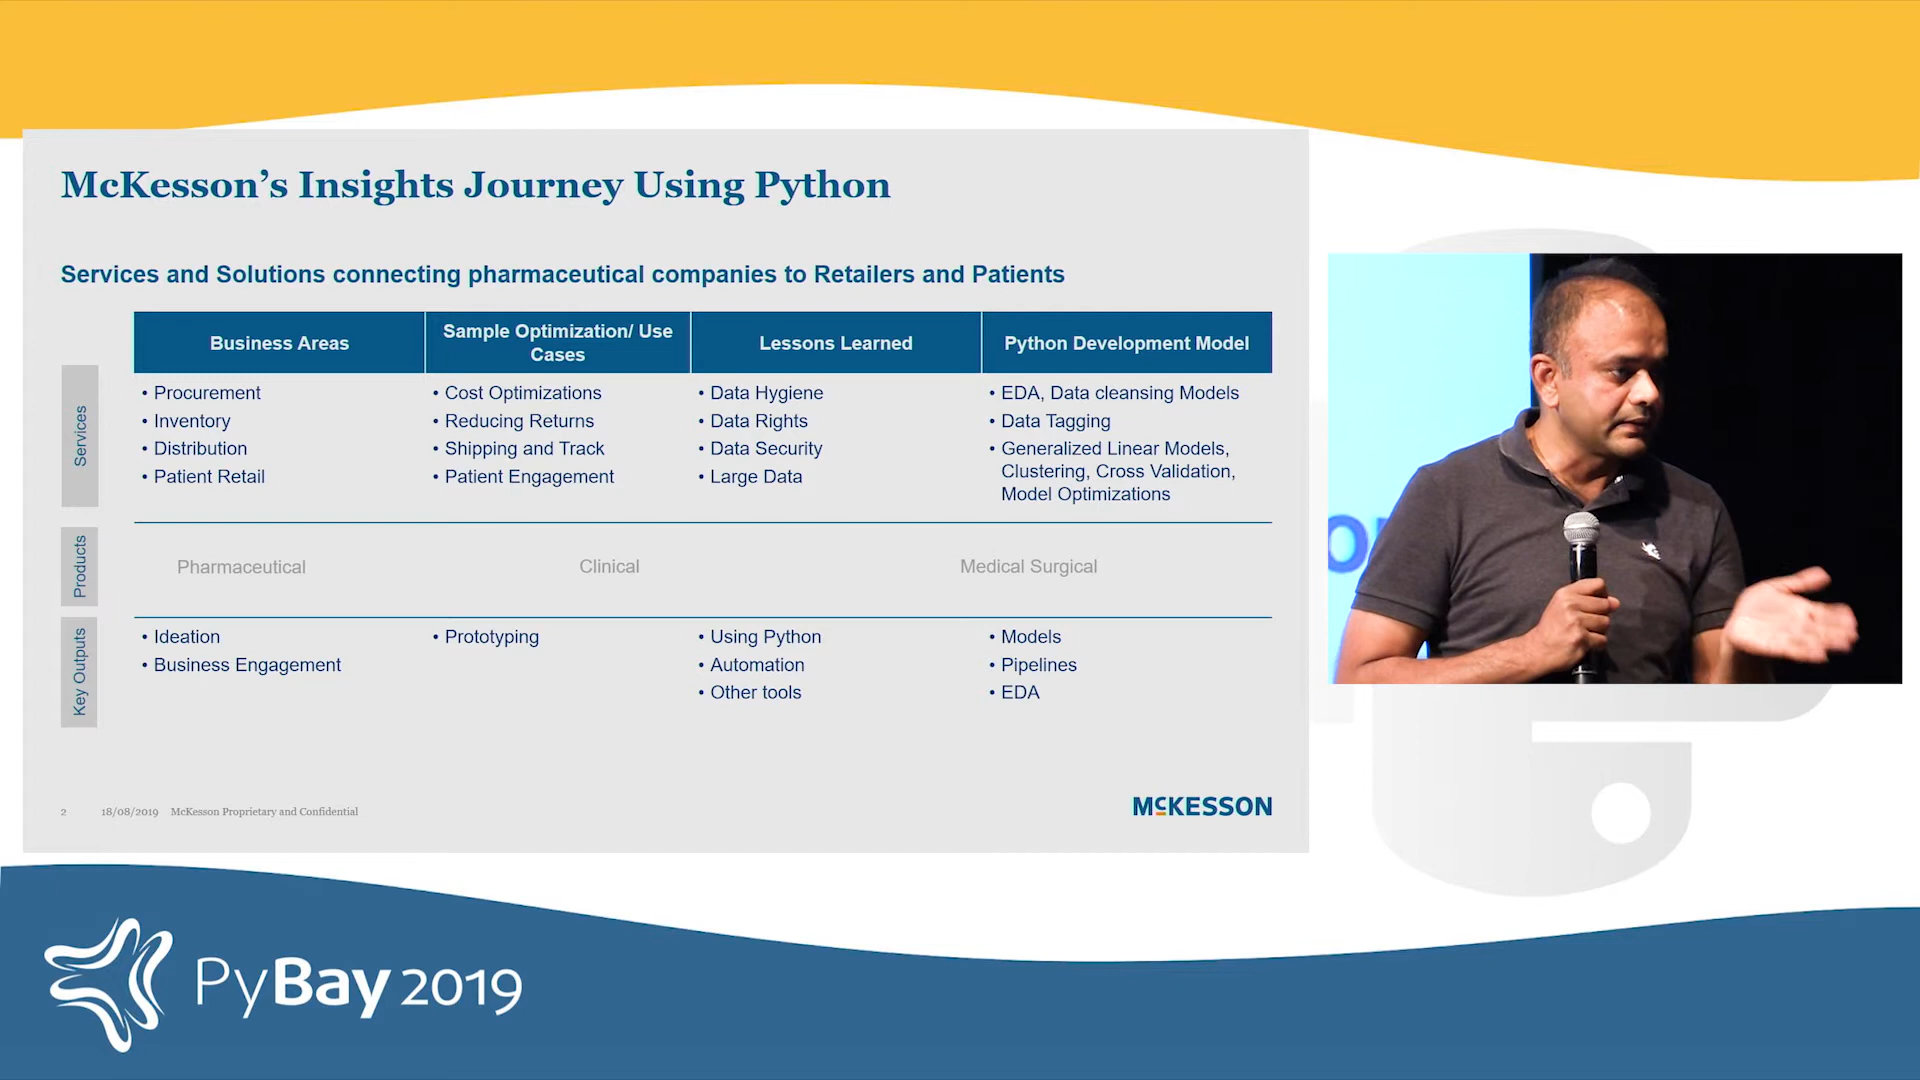 McKesson’s Insights Journey Using Python
Services and Solutions connecting pharmaceutical companies to Retailers and Patients
Business Areas
Sample Optimization/ Use
Cases
Lessons Learned
Python Development Model
Services
• Procurement
• Inventory
• Distribution
• Patient Retail
• Cost Optimizations
• Reducing Returns
• Shipping and Track
• Patient Engagement
• Data Hygiene
• Data Rights
• Data Security
• Large Data
• EDA, Data cleansing Models
• Data Tagging
• Generalized Linear Models,
Clustering, Cross Validation,
Model Optimizations
Products
Pharmaceutical
Clinical
Medical Surgical
Key Outputs
• Ideation
• Business Engagement
• Prototyping
• Using Python
• Automation
• Other tools
• Models
• Pipelines
• EDA
2 18/08/2019 McKesson Proprietary and Confidential
MCKESSON
PyBay 2019